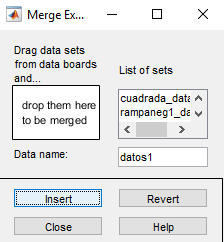 Merge Ex...
Drag data sets
from data boards
and...
List of sets
drop them here
to be merged
cuadrada_data
rampaneg1_da
Data name:
datos1
Insert
Revert
Close
Help